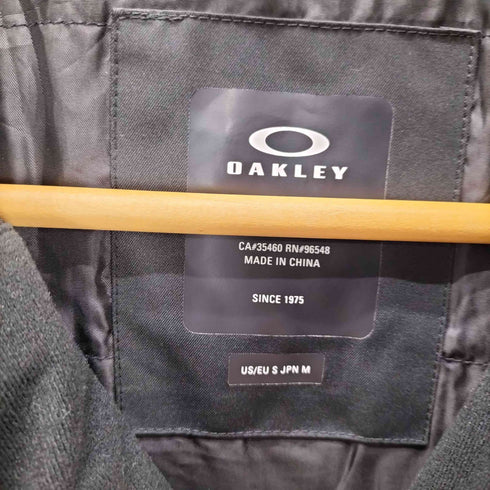 OAKLEY
CA#35460 RN#96548
MADE IN CHINA
SINCE 1975
US/EU S JPN M